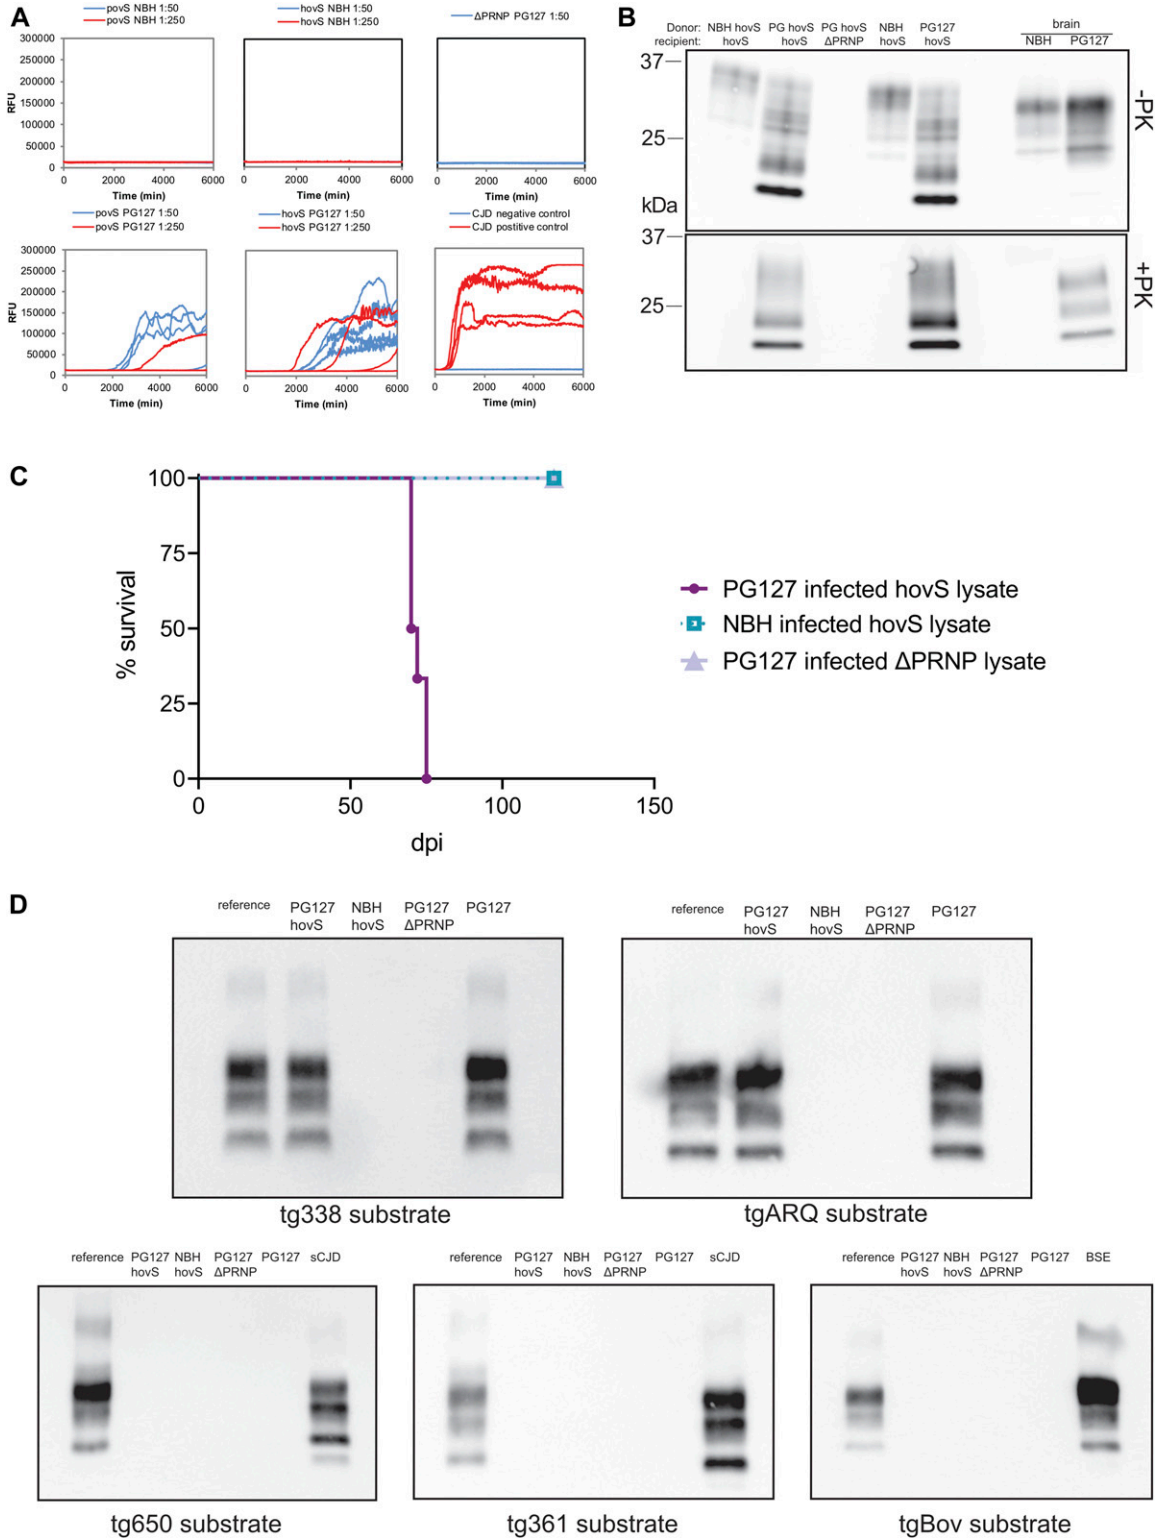 A
povS NBH 1:50
povS NBH 1:250
hovS NBH 1:50
hovS NBH 1:250
ΔPRNP PG127 1:50
300000
250000
200000
150000
100000
50000
0
RFU
0 2000 4000 6000
0 2000 4000 6000
0 2000 4000 6000
Time (min)
Time (min)
Time (min)
povS PG127 1:50
povS PG127 1:250
hovS PG127 1:50
hovS PG127 1:250
CJD negative control
CJD postitive control
300000
250000
200000
150000
100000
50000
0
RFU
0 2000 4000 6000
0 2000 4000 6000
0 2000 4000 6000
Time (min)
Time (min)
Time (min)
B
Donor: NBH hovS PG hovS PG hovS NBH PG127 brain
recipient: hovS hovS ΔPRNP hovS hovS NBH PG127
37
25
kDa
-PK
37
25
+PK
C
100
75
50
25
0
% survival
0 50 100 150
dpi
PG127 infected hovS lysate
NBH infected hovS lysate
PG127 infected ΔPRNP lysate
D
reference PG127 NBH PG127 PG127
hovS hovS ΔPRNP
tg338 substrate
reference PG127 NBH PG127 PG127
hovS hovS ΔPRNP
tgARQ substrate
reference PG127 NBH PG127 PG127 sCJD
hovS hovS ΔPRNP
tg650 substrate
reference PG127 NBH PG127 PG127 sCJD
hovS hovS ΔPRNP
tg361 substrate
reference PG127 NBH PG127 PG127 BSE
hovS hovS ΔPRNP
tgBov substrate